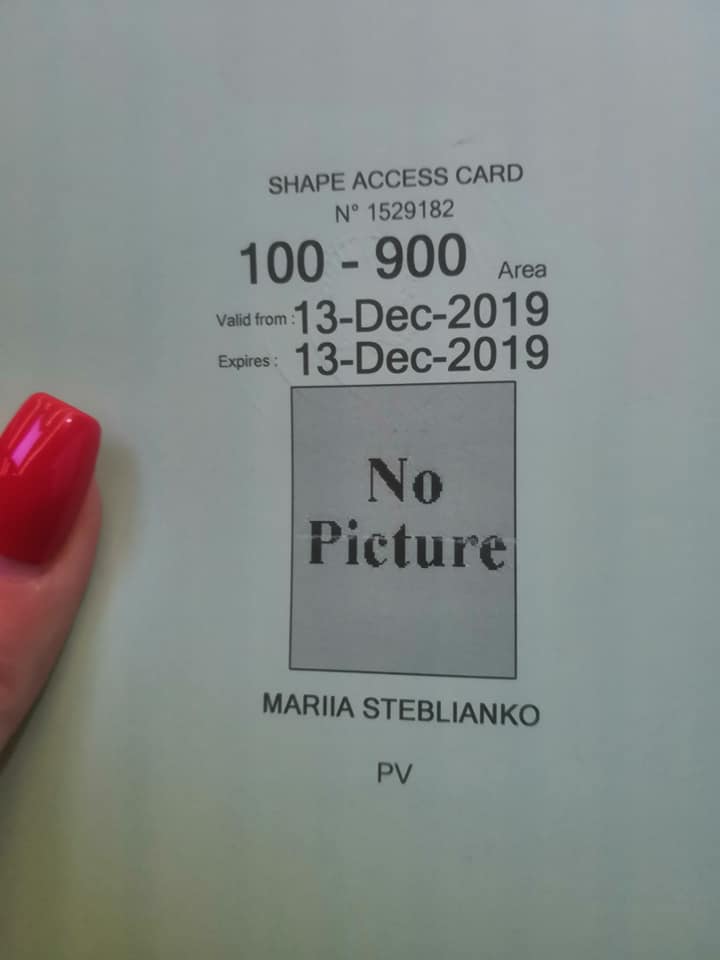 SHAPE ACCESS CARD
N° 1529182
100 - 900 Area
Valid from : 13-Dec-2019
Expires : 13-Dec-2019
No
Picture
MARIIA STEBLIANKO
PV